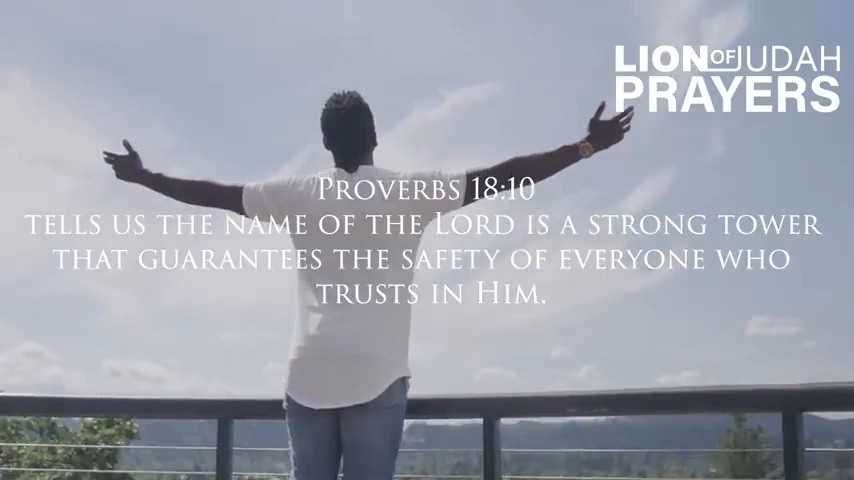 LION OF JUDAH
PRAYERS
Proverbs 18:10
tells us the name of the Lord is a strong tower
that guarantees the safety of everyone who
trusts in Him.